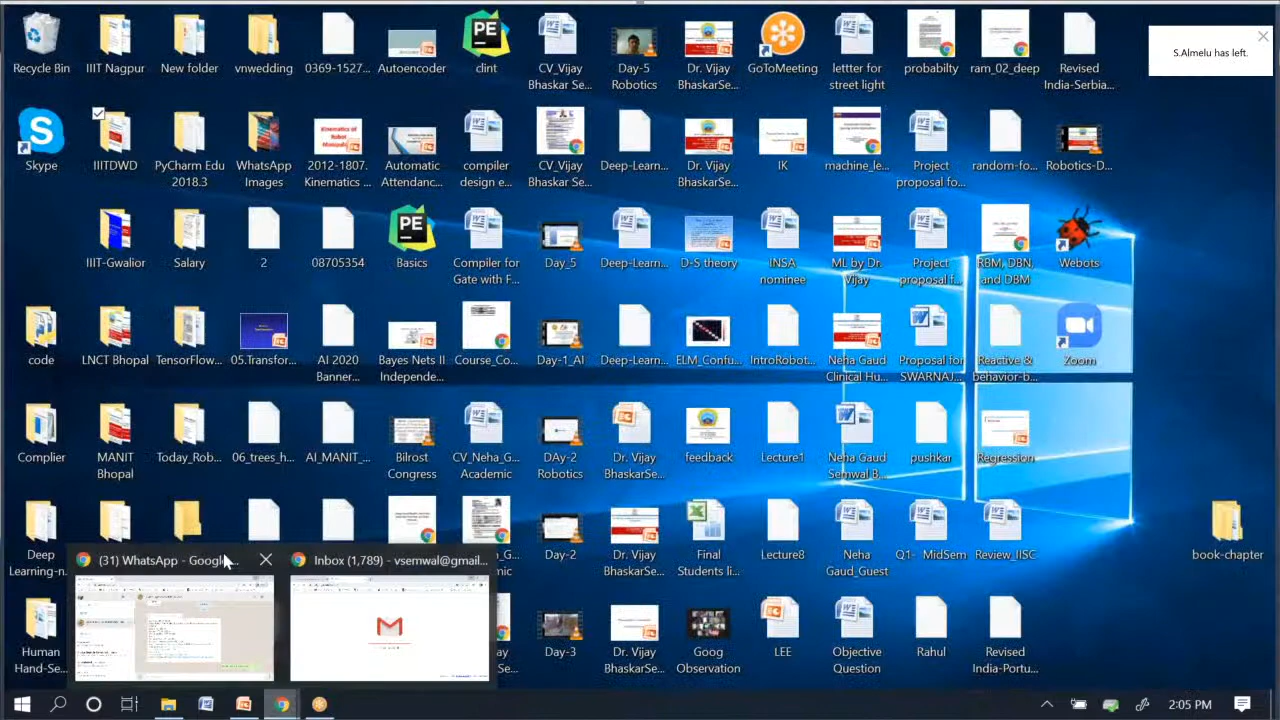 Recycle Bin
IIIT Nagpur
New folder
vnwedding
0369-1527...
Autoencoder
clint
CV_Vijay
Bhaskar Se...
Day-5
Robotics
Dr. Vijay
BhaskarSe...
GoToMeeting
lettter for
street light
probabilty
ram_02_deep
Revised
India-Serbia...
S.Almelu has left.
Skype
IIITDWD
PyCharm Edu
2018.3
WhatsApp
Images
2012-1807.
Kinematics ...
Automatic
Attendanc...
compiler
design e...
CV_Vijay
Bhaskar Se...
Deep-Learn...
Dr. Vijay
BhaskarSe...
IK
machine_le...
Project
proposal fo...
random-fo...
Robotics-D...
IIIT-Gwalior
Salary
2
08705354
Basics
Compiler for
Gate with F...
Day_5
Deep-Learn...
D-S theory
INSA
nominee
ML by Dr.
Vijay
Project
proposal f...
RBM, DBN,
and DBM
Webots
code
LNCT Bhopal
TensorFlow...
05.Transfor...
AI 2020
Banner...
Bayes Nets II
Independe...
Course_Co...
Day-1_AI
Deep-Learn...
ELM_Confu...
IntroRobot...
Neha Gaud
Clinical Hu...
Proposal for
SWARNAJ...
Reactive &
behavior-b...
Zoom
Complier
MANIT
Bhopal
Today_Rob...
06_trees_h...
AI_MANIT_...
Bilrost
Congress
CV_Neha_G...
Academic
DAy-2
Robotics
Dr. Vijay
BhaskarSe...
feedback
Lecture1
Neha Gaud
Semwal B...
pushkar
Regression
Deep
Learning-n...
Day-2
Dr. Vijay
BhaskarSe...
Final
Students li...
Lecture8
Neha
Gaud_Guest
Q1- MidSem
Review_IISC
book-chapter
(31) WhatsApp - Google...
Inbox (1,789) - vsemwal@gmail...
Human
Hand-Se...
Day-3
Dr. Vijay
BhaskarSe...
Goog
Observation
LEE
Objective
Question
Rahul
Revised
India-Portu...
2:05 PM